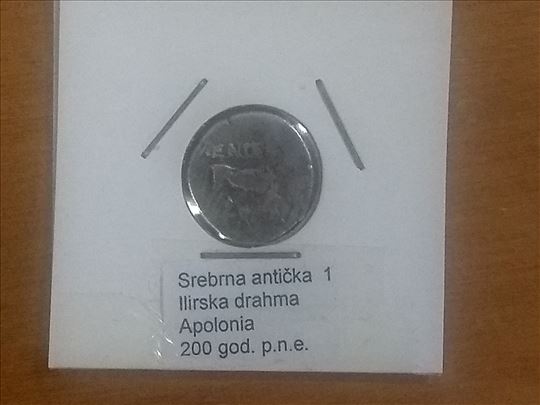 Srebrna antička 1
Ilirska drahma
Apolonia
200 god. p.n.e.